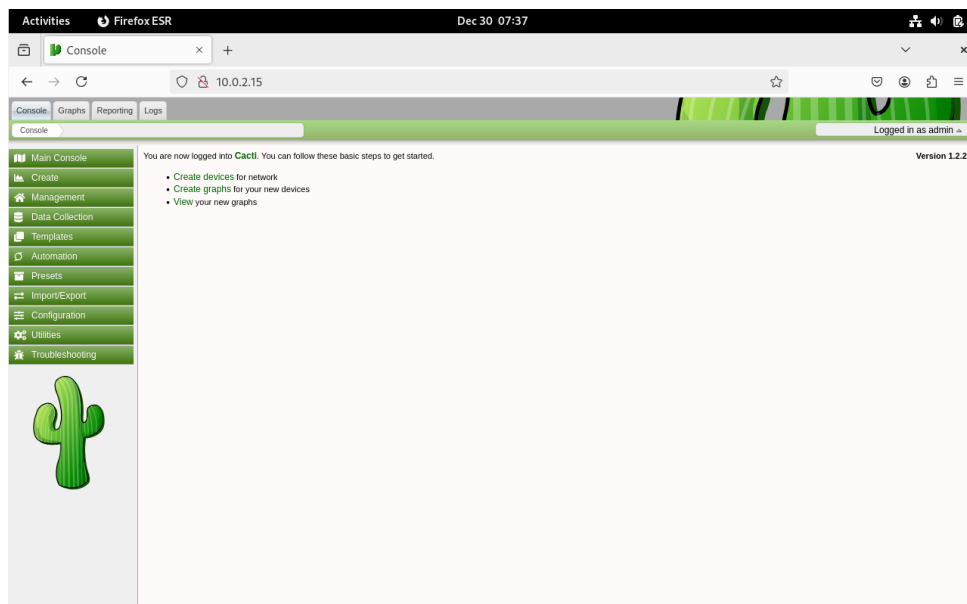 Activities Firefox ESR Dec 30 07:37
Console
10.0.2.15
Console Graphs Reporting Logs
Console Logged in as admin
Main Console
Create
Management
Data Collection
Templates
Automation
Presets
Import/Export
Configuration
Utilities
Troubleshooting
You are now logged into Cacti. You can follow these basic steps to get started. Version 1.2.2
• Create devices for network
• Create graphs for your new devices
• View your new graphs